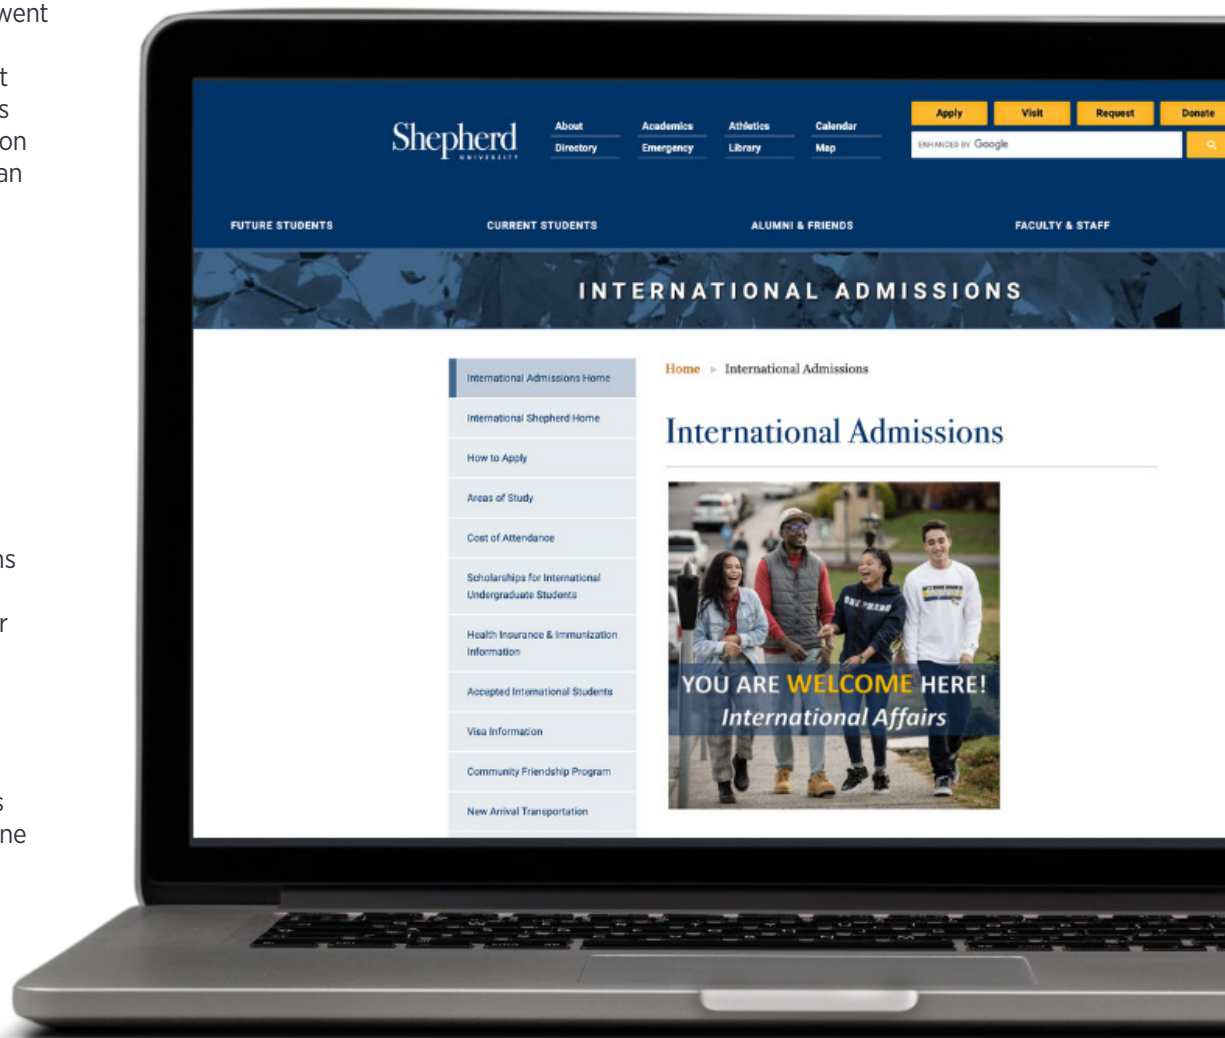 went
t
s
on
an
ns
r
s
ne
Shepherd
UNIVERSITY
About
Academics
Athletics
Calendar
Directory
Emergency
Library
Map
Apply
Visit
Request
Donate
ENHANCED BY Google
FUTURE STUDENTS
CURRENT STUDENTS
ALUMNI & FRIENDS
FACULTY & STAFF
INTERNATIONAL ADMISSIONS
International Admissions Home
International Shepherd Home
How to Apply
Areas of Study
Cost of Attendance
Scholarships for International
Undergraduate Students
Health Insurance & Immunization
Information
Accepted International Students
Visa Information
Community Friendship Program
New Arrival Transportation
Home » International Admissions
International Admissions
SHEPHERD
YOU ARE WELCOME HERE!
International Affairs